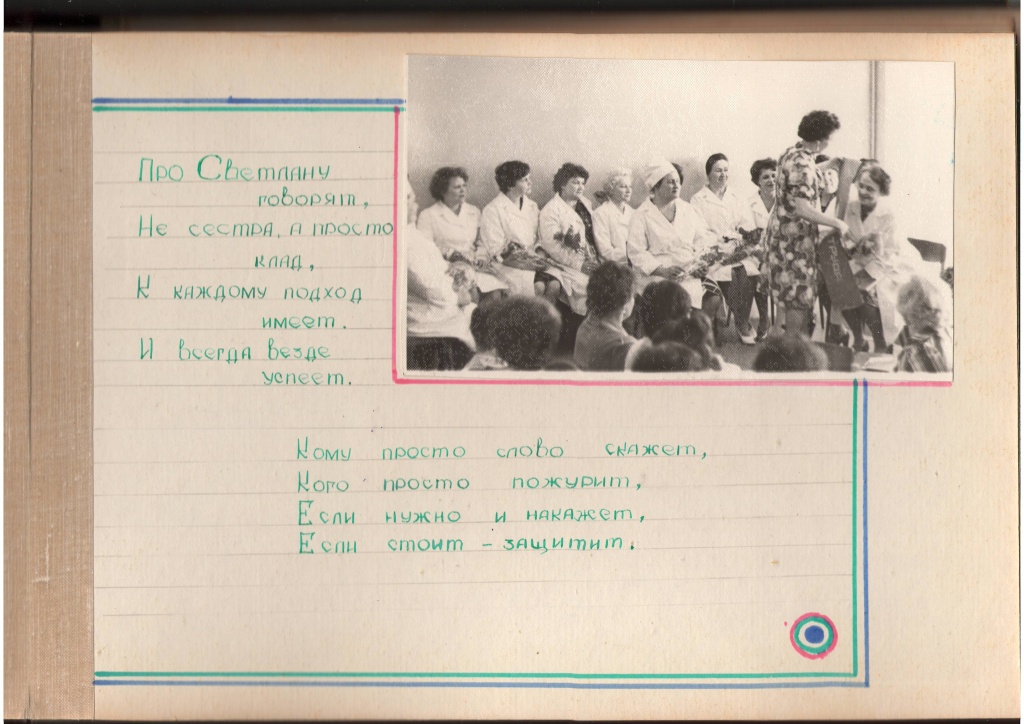 Про Светлану
говорят,
Не сестра, а просто
клад,
К каждому подход
имеет.
И всегда везде
успеет.
Кому просто слово скажет,
Кого просто пожурит,
Если нужно и накажет,
Если стоит - защитит.